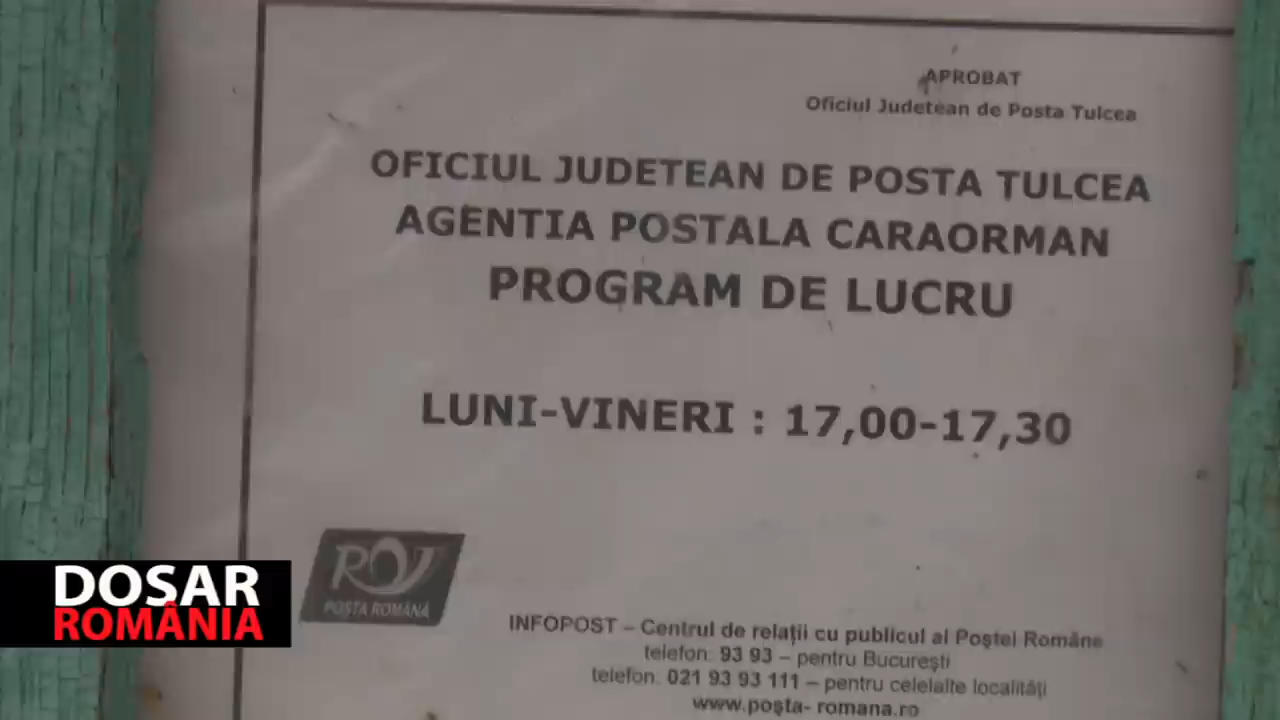 APROBAT
Oficiul Judetean de Posta Tulcea
OFICIUL JUDETEAN DE POSTA TULCEA
AGENTIA POSTALA CARAORMAN
PROGRAM DE LUCRU
LUNI-VINERI : 17,00-17,30
POȘTA ROMÂNĂ
DOSAR
ROMÂNIA
INFOPOST – Centrul de relaţii cu publicul al Poştei Române
telefon: 93 93 – pentru Bucureşti
telefon: 021 93 93 111 – pentru celelalte localităţi
www.poşta- romana.ro